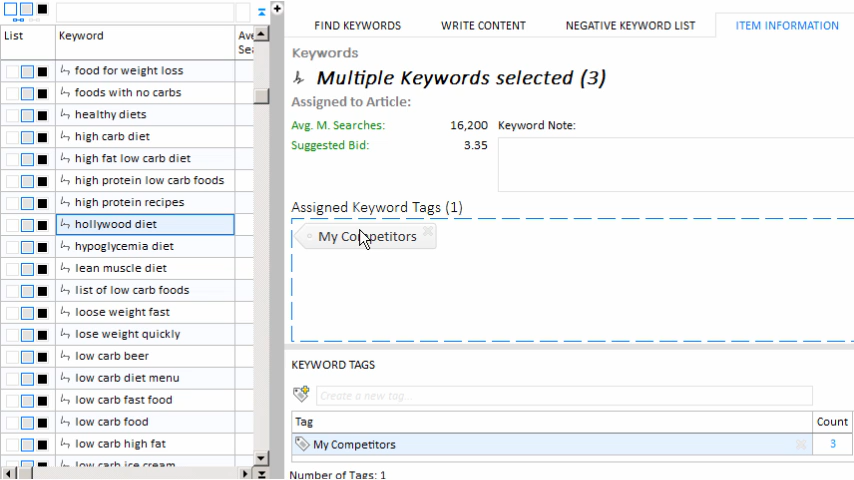 List
Keyword
Ave
Sea
food for weight loss
foods with no carbs
healthy diets
high carb diet
high fat low carb diet
high protein low carb foods
high protein recipes
hollywood diet
hypoglycemia diet
lean muscle diet
list of low carb foods
loose weight fast
lose weight quickly
low carb beer
low carb diet menu
low carb fast food
low carb food
low carb high fat
low carb ice cream
FIND KEYWORDS WRITE CONTENT NEGATIVE KEYWORD LIST ITEM INFORMATION
Keywords
Multiple Keywords selected (3)
Assigned to Article:
Avg. M. Searches: 16,200 Keyword Note:
Suggested Bid: 3.35
Assigned Keyword Tags (1)
My Competitors
KEYWORD TAGS
Create a new tag...
Tag Count
My Competitors 3
Number of Tags: 1